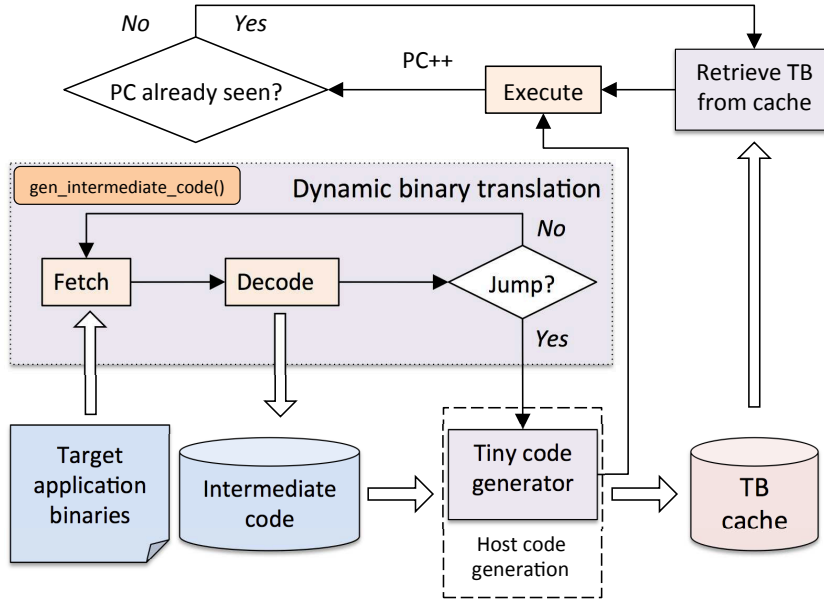 No
Yes
PC already seen?
PC++
Execute
Retrieve TB
from cache
gen_intermediate_code()
Dynamic binary translation
No
Fetch
Decode
Jump?
Yes
Target
application
binaries
Intermediate
code
Tiny code
generator
Host code
generation
TB
cache